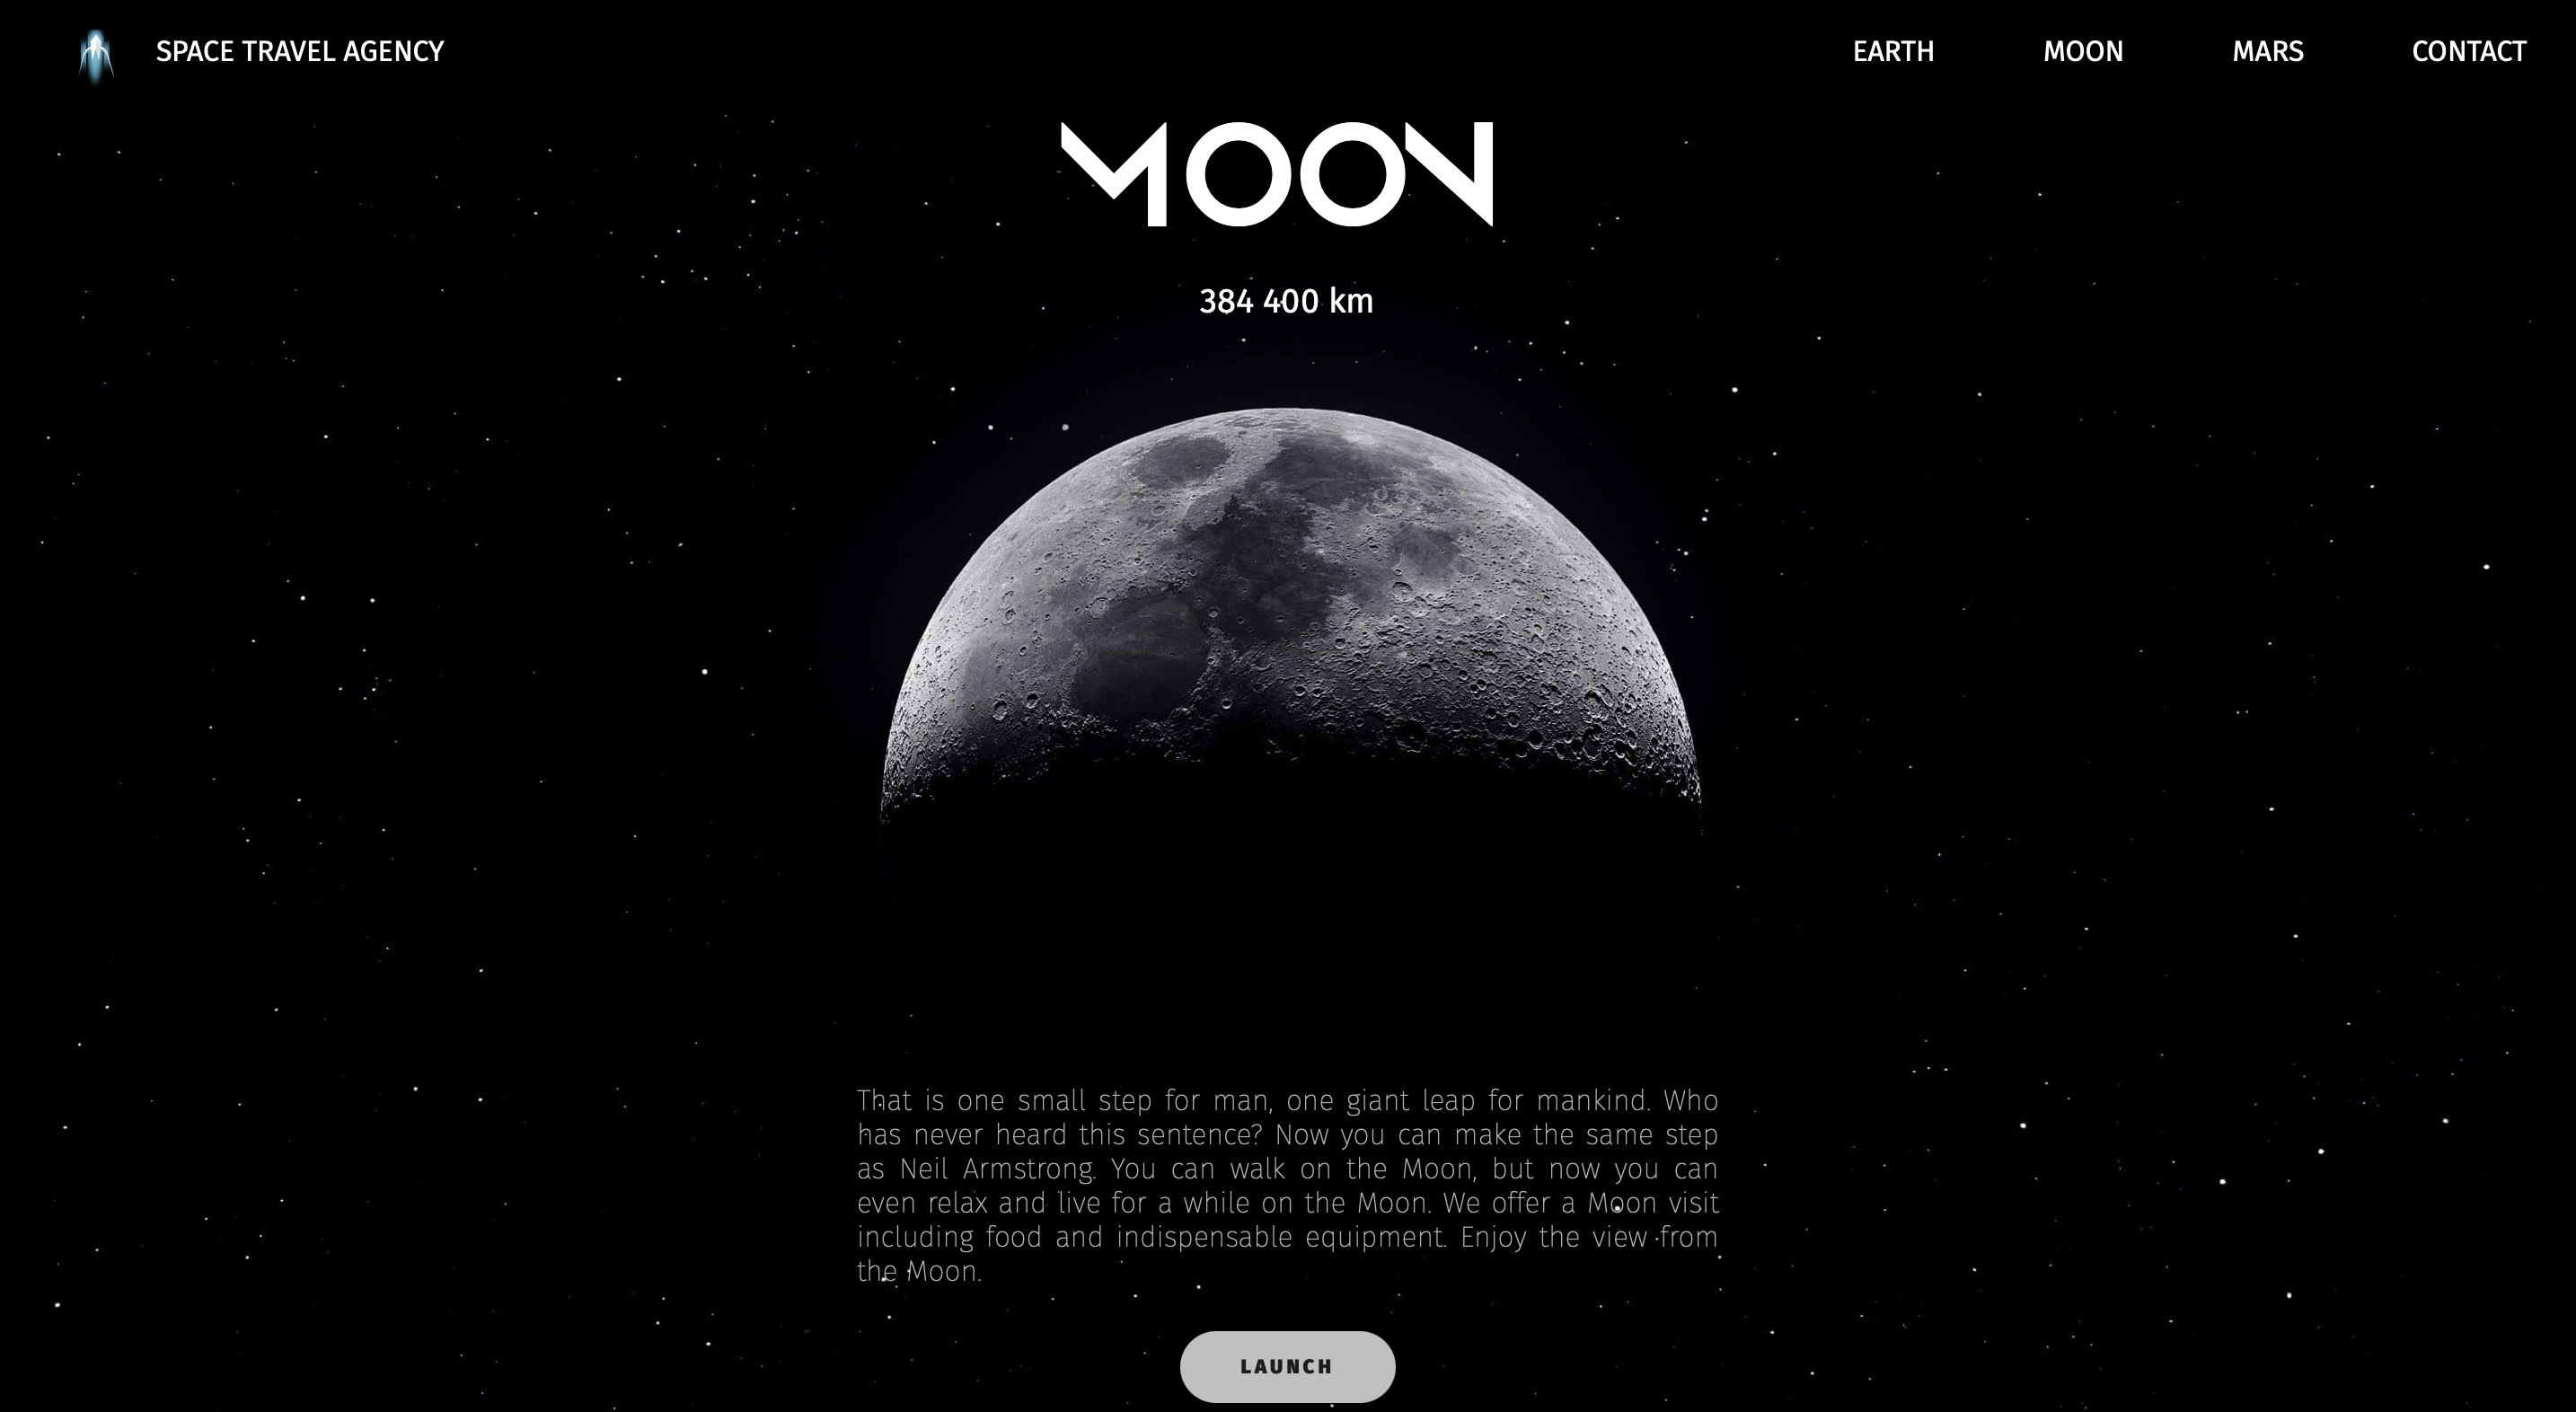 SPACE TRAVEL AGENCY
EARTH
MOON
MARS
CONTACT
MOON
384 400 km
That is one small step for man, one giant leap for mankind. Who
has never heard this sentence? Now you can make the same step
as Neil Armstrong. You can walk on the Moon, but now you can
even relax and live for a while on the Moon. We offer a Moon visit
including food and indispensable equipment. Enjoy the view from
the Moon.
LAUNCH